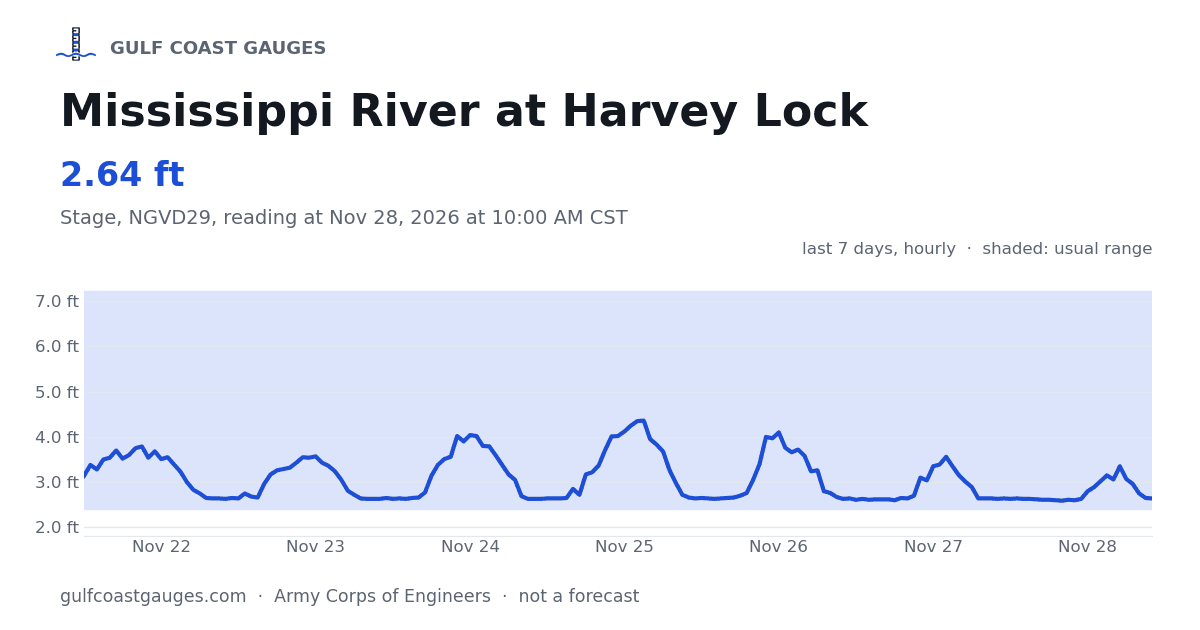 GULF COAST GAUGES
Mississippi River at Harvey Lock
2.64 ft
Stage, NGVD29, reading at Nov 28, 2026 at 10:00 AM CST
last 7 days, hourly · shaded: usual range
7.0 ft
6.0 ft
5.0 ft
4.0 ft
3.0 ft
2.0 ft
Nov 22 Nov 23 Nov 24 Nov 25 Nov 26 Nov 27 Nov 28
gulfcoastgauges.com · Army Corps of Engineers · not a forecast